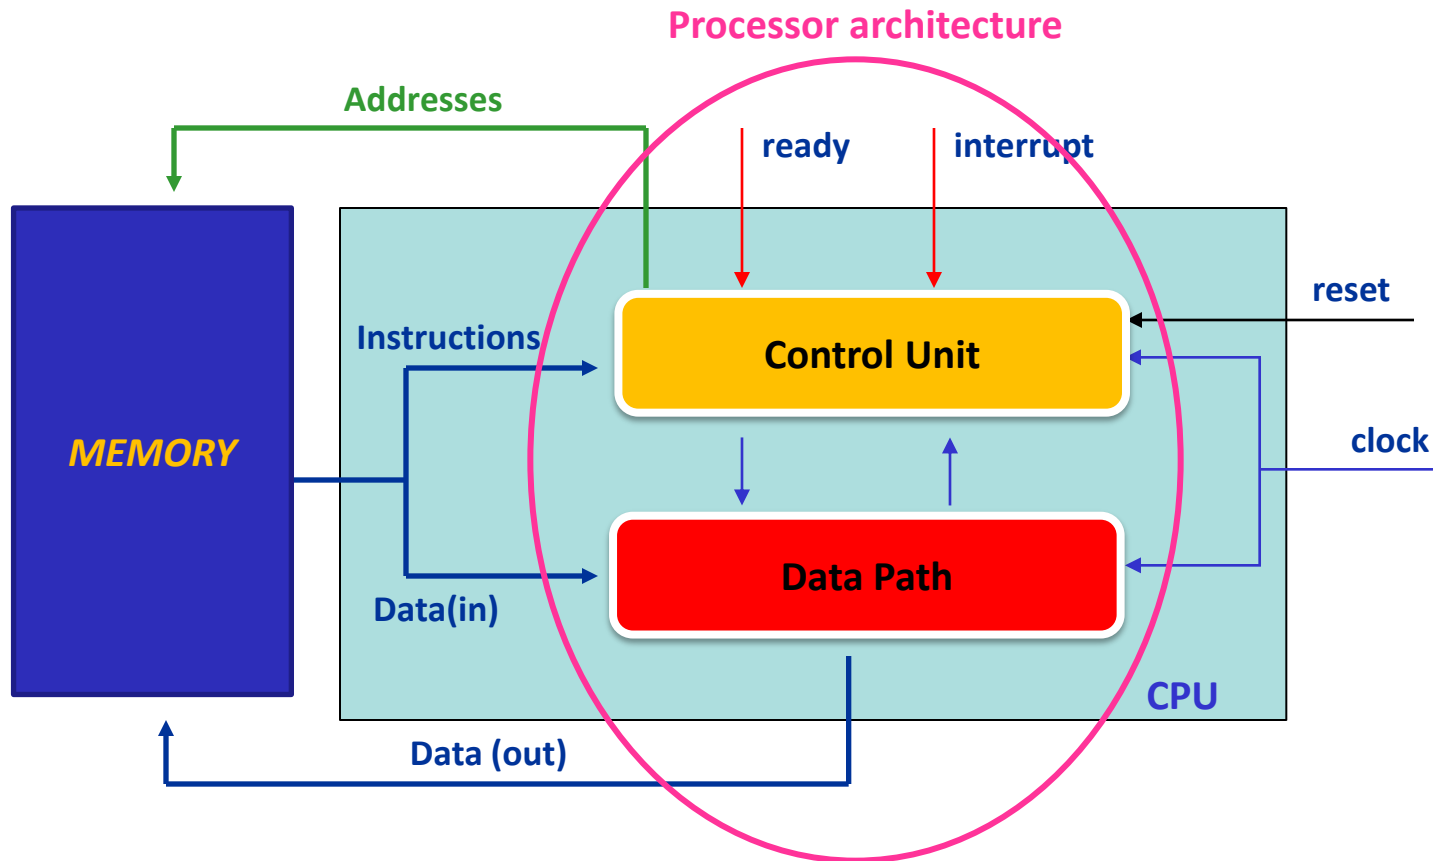 Processor architecture
Addresses
ready
interrupt
reset
Instructions
Control Unit
clock
MEMORY
Data Path
Data(in)
CPU
Data (out)